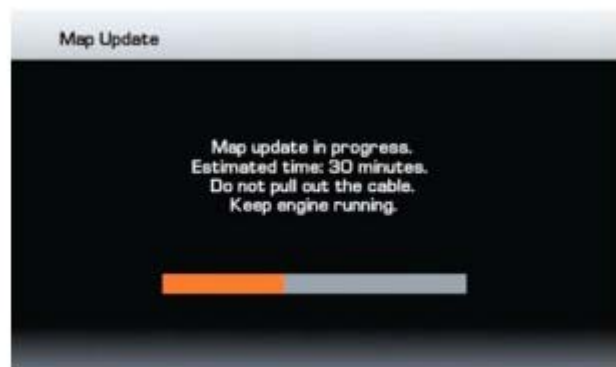 Map Update
Map update in progress.
Estimated time: 30 minutes.
Do not pull out the cable.
Keep engine running.